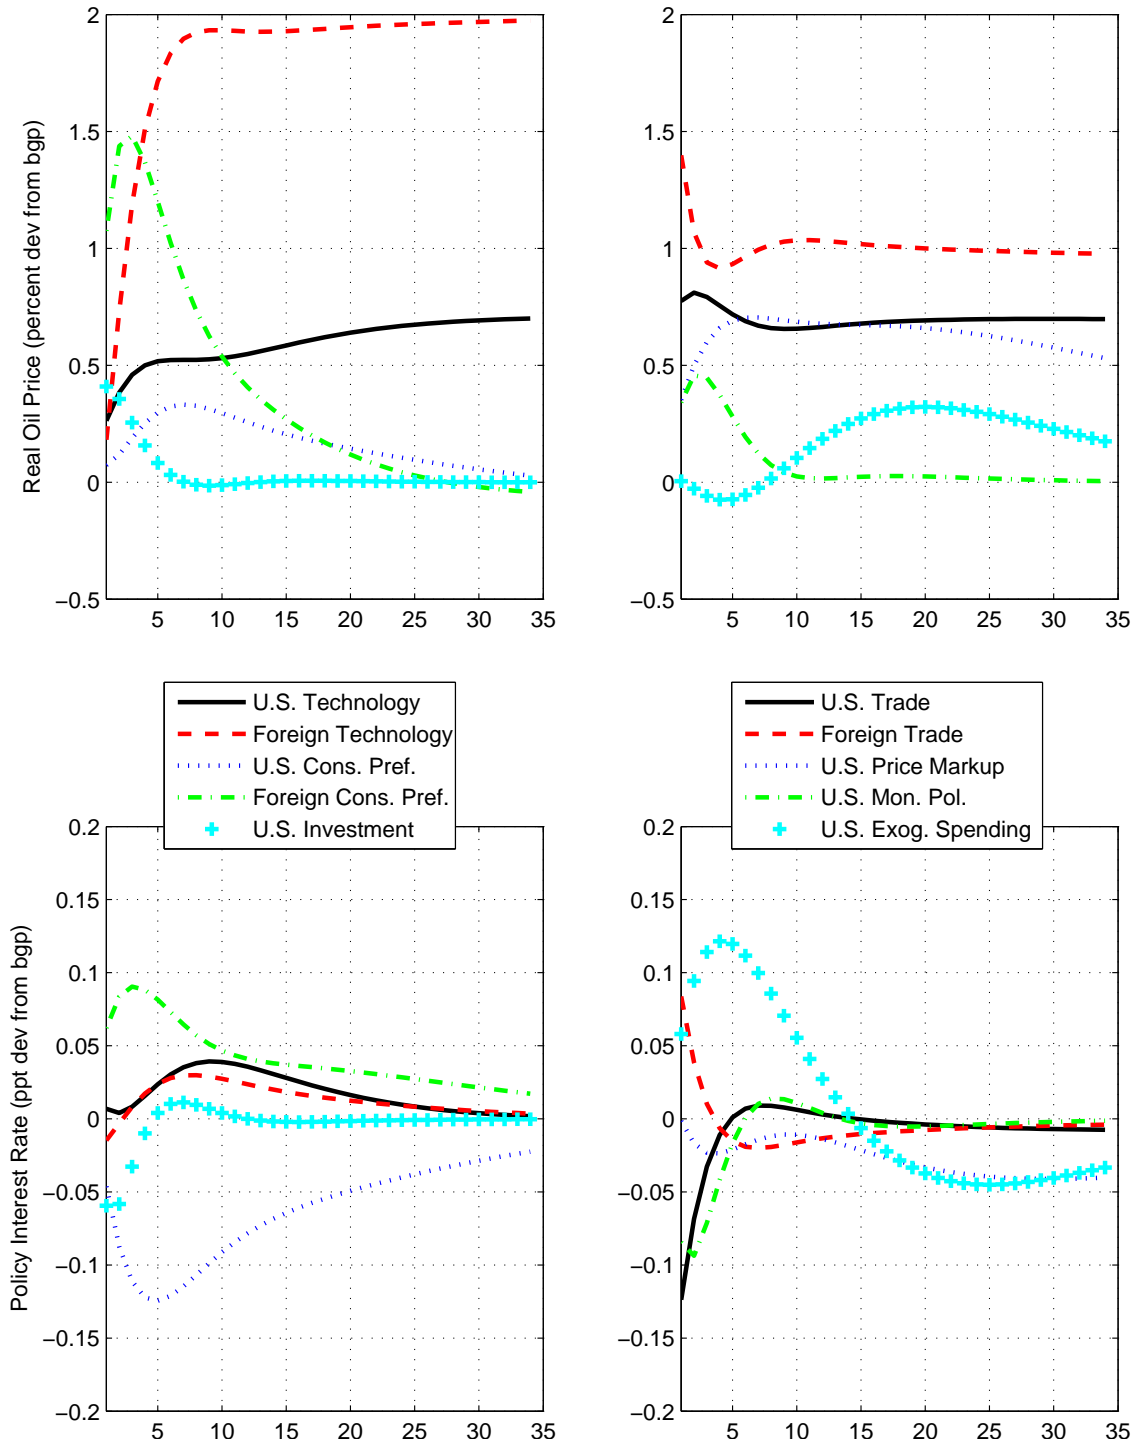 Real Oil Price (percent dev from bgp)
2
1.5
1
0.5
0
−0.5
5 10 15 20 25 30 35
2
1.5
1
0.5
0
−0.5
5 10 15 20 25 30 35
U.S. Technology
Foreign Technology
U.S. Cons. Pref.
Foreign Cons. Pref.
U.S. Investment
U.S. Trade
Foreign Trade
U.S. Price Markup
U.S. Mon. Pol.
U.S. Exog. Spending
Policy Interest Rate (ppt dev from bgp)
0.2
0.15
0.1
0.05
0
−0.05
−0.1
−0.15
−0.2
5 10 15 20 25 30 35
0.2
0.15
0.1
0.05
0
−0.05
−0.1
−0.15
−0.2
5 10 15 20 25 30 35